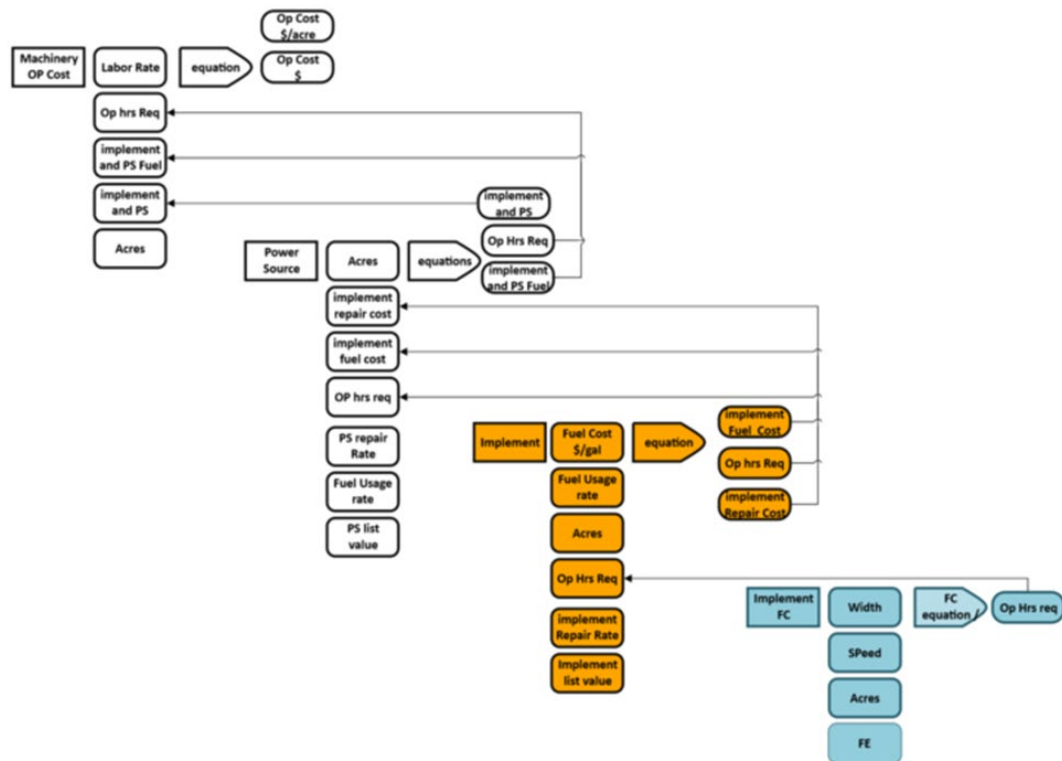 Op Cost
$/acre
Machinery
OP Cost
Labor Rate
equation
Op Cost
$
Op hrs Req
implement
and PS Fuel
implement
and PS
implement
and PS
Acres
Power
Source
Acres
equations
Op Hrs Req
implement
and PS Fuel
implement
repair cost
implement
fuel cost
OP hrs req
PS repair
Rate
Fuel Usage
rate
PS list
value
Implement
Fuel Cost
$/gal
equation
implement
Fuel Cost
Op hrs Req
implement
Repair Cost
Fuel Usage
rate
Acres
Op Hrs Req
implement
Repair Rate
Implement
list value
Implement
FC
Width
FC
equation /
Op Hrs req
SPeed
Acres
FE